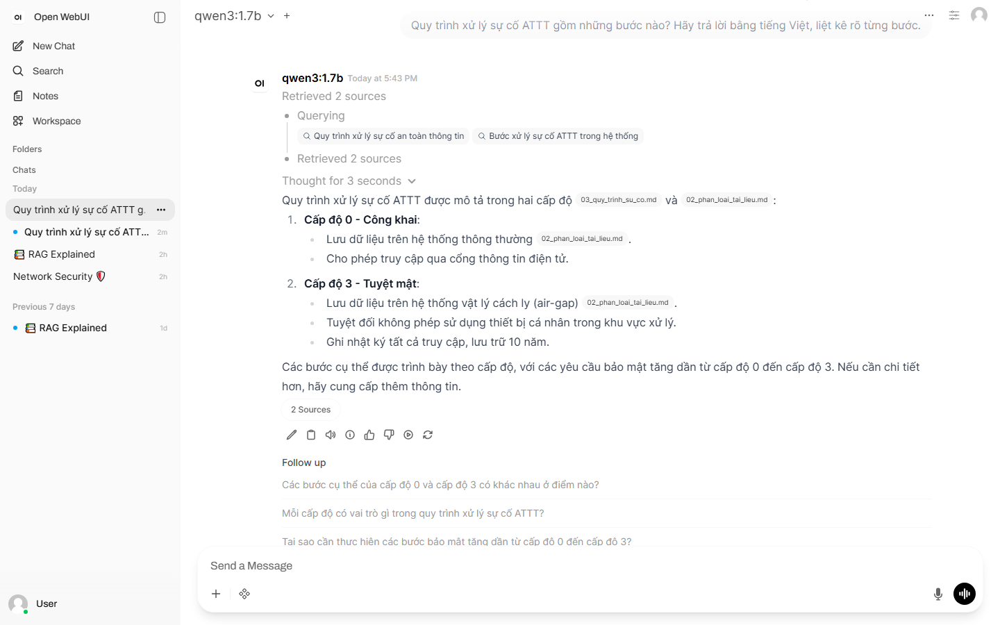 OI Open WebUI
New Chat
Search
Notes
Workspace
Folders
Chats
Today
Quy trình xử lý sự cố ATTT g.
Quy trình xử lý sự cố ATT... 2m
RAG Explained 2h
Network Security 2h
Previous 7 days
RAG Explained 1d
User
qwen3:1.7b
Quy trình xử lý sự cố ATTT gồm những bước nào? Hãy trả lời bằng tiếng Việt, liệt kê rõ từng bước.
OI
qwen3:1.7b Today at 5:43 PM
Retrieved 2 sources
Querying
Quy trình xử lý sự cố an toàn thông tin Bước xử lý sự cố ATTT trong hệ thống
Retrieved 2 sources
Thought for 3 seconds
Quy trình xử lý sự cố ATTT được mô tả trong hai cấp độ 03_quy_trinh_su_co.md và 02_phan_loai_tai_lieu.md :
1. Cấp độ 0 - Công khai:
Lưu dữ liệu trên hệ thống thông thường 02_phan_loai_tai_lieu.md .
Cho phép truy cập qua cổng thông tin điện tử.
2. Cấp độ 3 - Tuyệt mật:
Lưu dữ liệu trên hệ thống vật lý cách ly (air-gap) 02_phan_loai_tai_lieu.md .
Tuyệt đối không phép sử dụng thiết bị cá nhân trong khu vực xử lý.
Ghi nhật ký tất cả truy cập, lưu trữ 10 năm.
Các bước cụ thể được trình bày theo cấp độ, với các yêu cầu bảo mật tăng dần từ cấp độ 0 đến cấp độ 3. Nếu cần chi tiết
hơn, hãy cung cấp thêm thông tin.
2 Sources
Follow up
Các bước cụ thể của cấp độ 0 và cấp độ 3 có khác nhau ở điểm nào?
Mỗi cấp độ có vai trò gì trong quy trình xử lý sự cố ATTT?
Tại sao cần thực hiện các bước bảo mật tăng dần từ cấp độ 0 đến cấp độ 3?
Send a Message